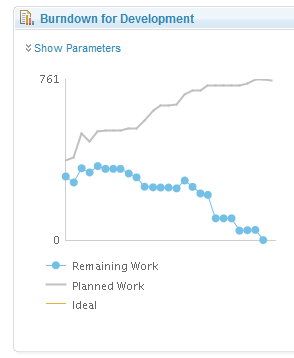 Burndown for Development
Show Parameters
761
0
Remaining Work
Planned Work
Ideal